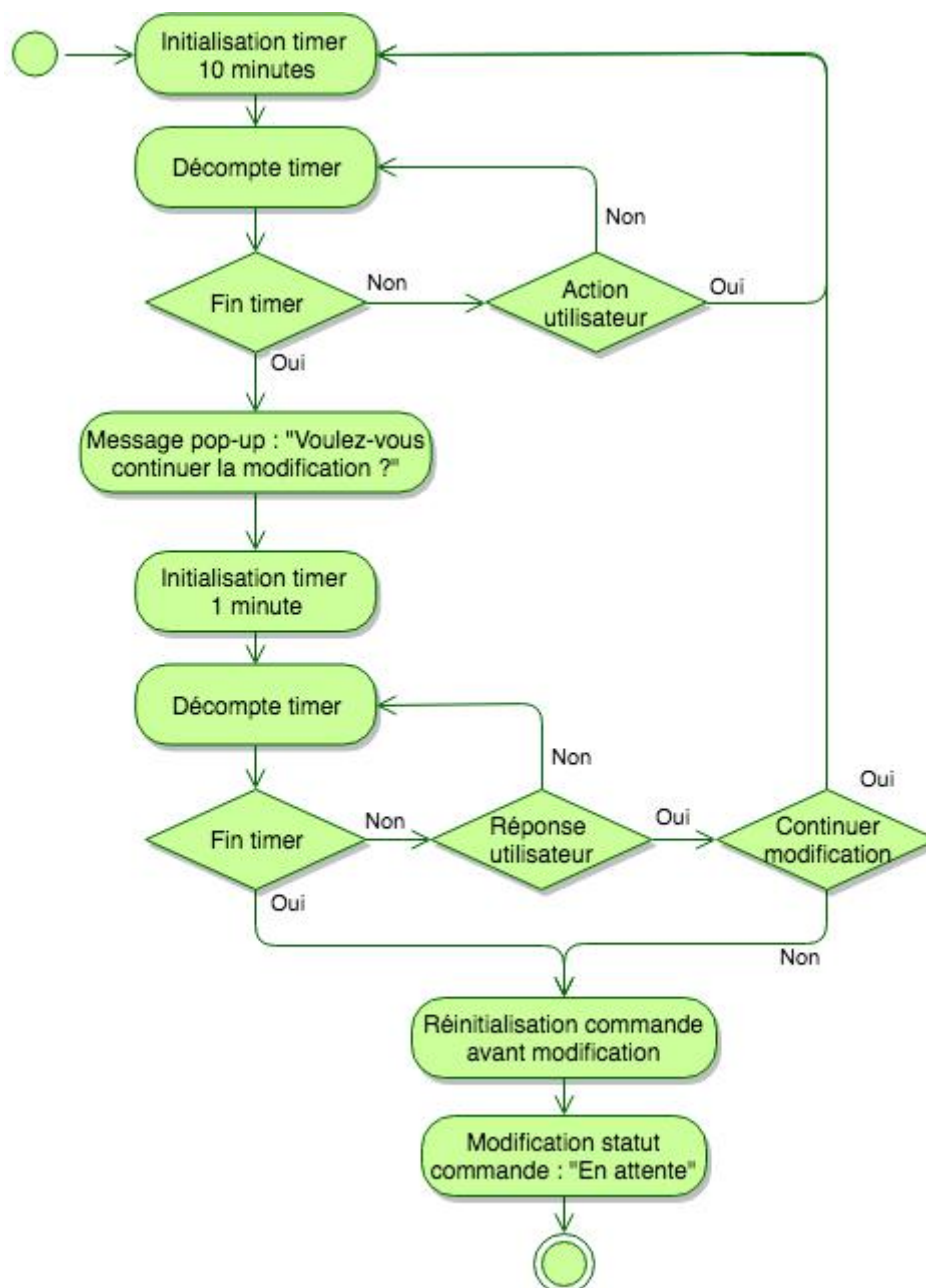 Initialisation timer
10 minutes
Décompte timer
Non
Fin timer
Non
Action
utilisateur
Oui
Oui
Message pop-up : "Voulez-vous
continuer la modification ?"
Initialisation timer
1 minute
Décompte timer
Non
Oui
Fin timer
Non
Réponse
utilisateur
Oui
Continuer
modification
Oui
Non
Réinitialisation commande
avant modification
Modification statut
commande : "En attente"